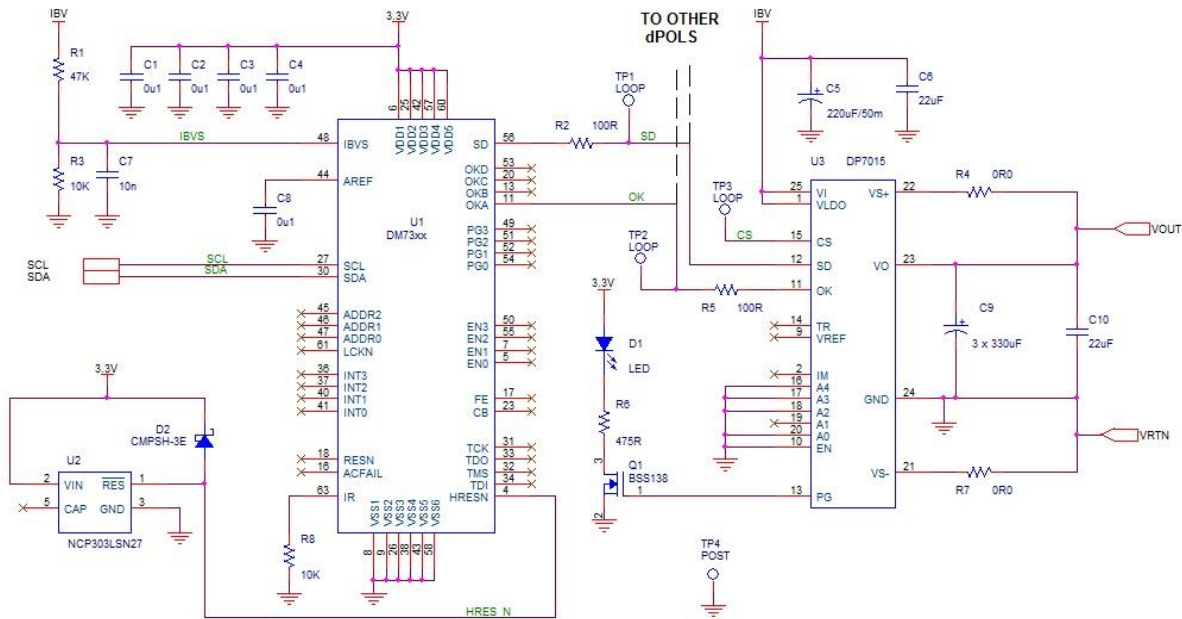 IBV
R1
47K
C1
0u1
C2
0u1
C3
0u1
C4
0u1
3.3V
TO OTHER
dPOLS
IBV
C5
220uF/50m
C6
22uF
6
25
42
57
60
VDD1
VDD2
VDD3
VDD4
VDD5
IBVS
48
IBVS
R3
10K
C7
10n
44
AREF
C8
0u1
U1
DM73xx
SD
56
R2
100R
TP1
LOOP
SD
OKD
53
OKC
20
OKB
13
OKA
11
OK
PG3
49
PG2
51
PG1
52
PG0
54
SCL
SDA
SCL
SDA
27
SCL
30
SDA
45
ADDR2
46
ADDR1
47
ADDR0
61
LCKN
36
INT3
37
INT2
40
INT1
41
INT0
18
RESN
16
ACFAIL
63
IR
EN3
50
EN2
55
EN1
7
EN0
5
FE
17
CB
23
TCK
31
TDO
33
TMS
32
TDI
34
HRESN
4
VSS1
VSS2
VSS3
VSS4
VSS5
VSS6
8
9
26
38
43
58
R8
10K
HRES_N
3.3V
D2
CMPSH-3E
U2
2
VIN
RES
1
5
CAP
GND
3
NCP303LSN27
TP3
LOOP
CS
TP2
LOOP
R5
100R
3.3V
D1
LED
R6
475R
3
Q1
BSS138
1
2
TP4
POST
U3
DP7015
25
VI
1
VLDO
15
CS
12
SD
11
OK
14
TR
9
VREF
2
IM
16
A4
17
A3
18
A2
19
A1
20
A0
10
EN
13
PG
VS+
22
R4
0R0
VO
23
VOUT
C9
3 x 330uF
C10
22uF
GND
24
VRTN
VS-
21
R7
0R0